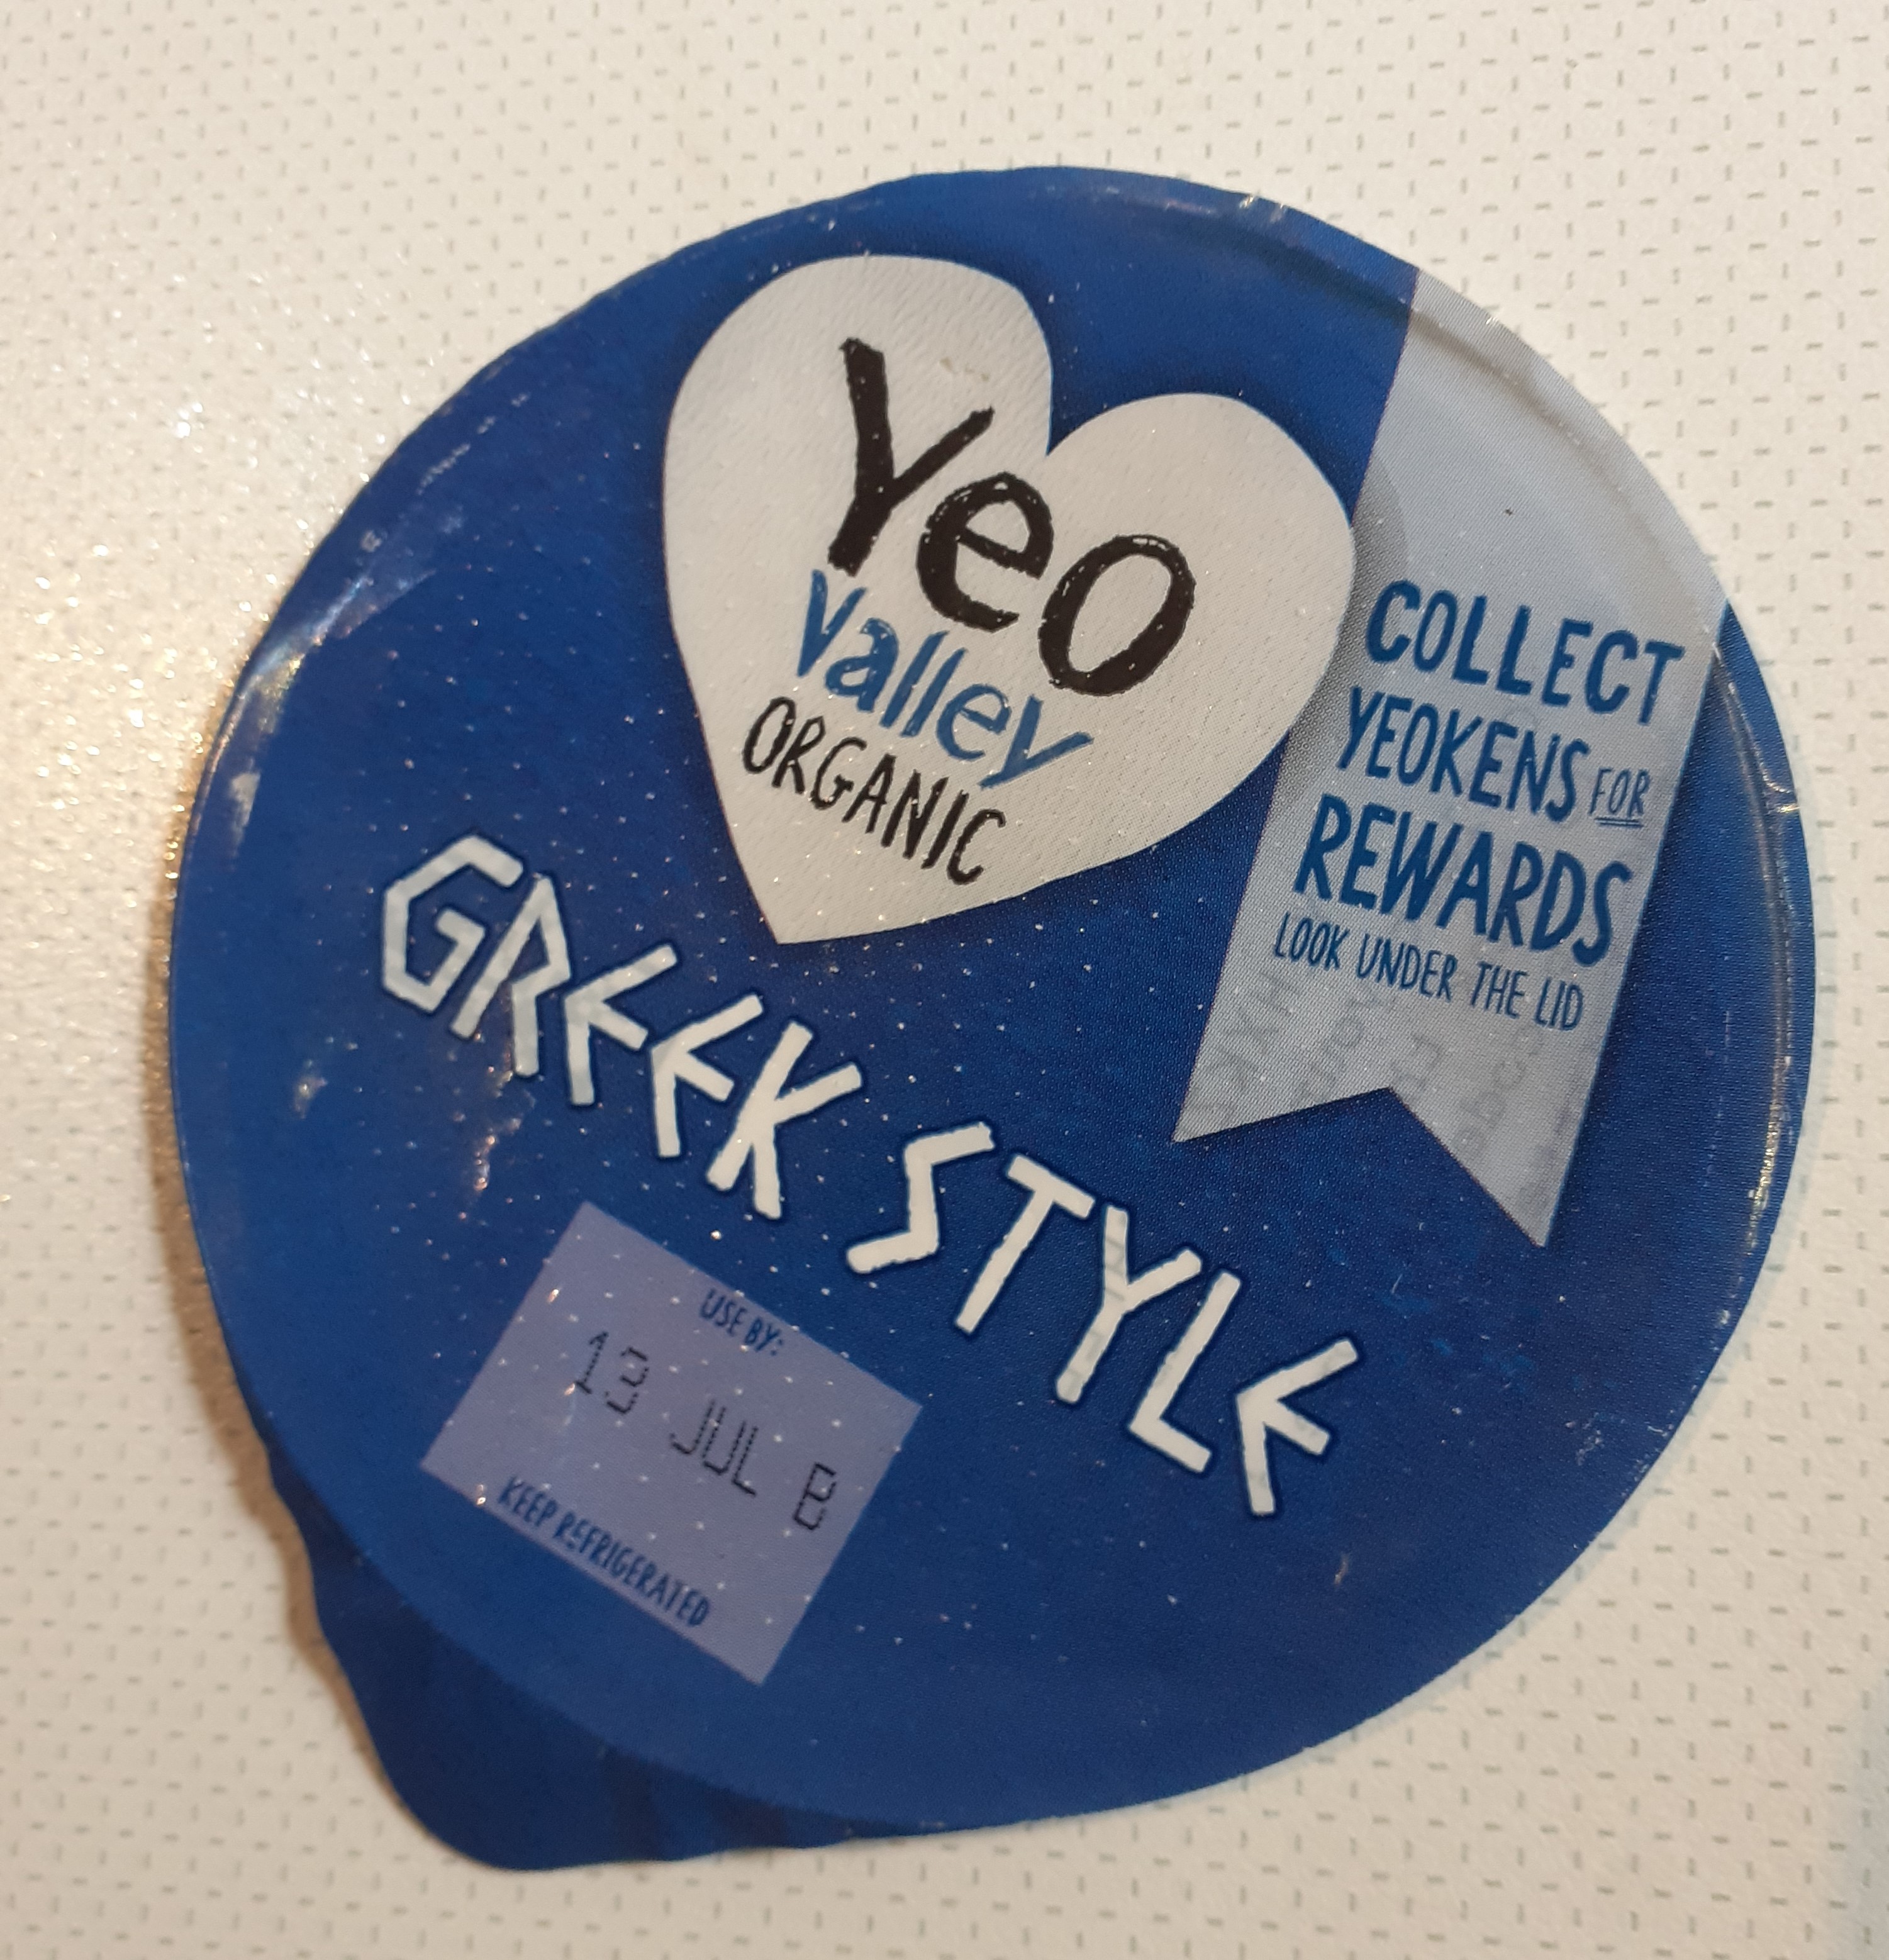 Yeo
Valley
ORGANIC
COLLECT
YEOKENS FOR
REWARDS
LOOK UNDER THE LID
GREEK STYLE
USE BY:
13 JUL B
KEEP REFRIGERATED